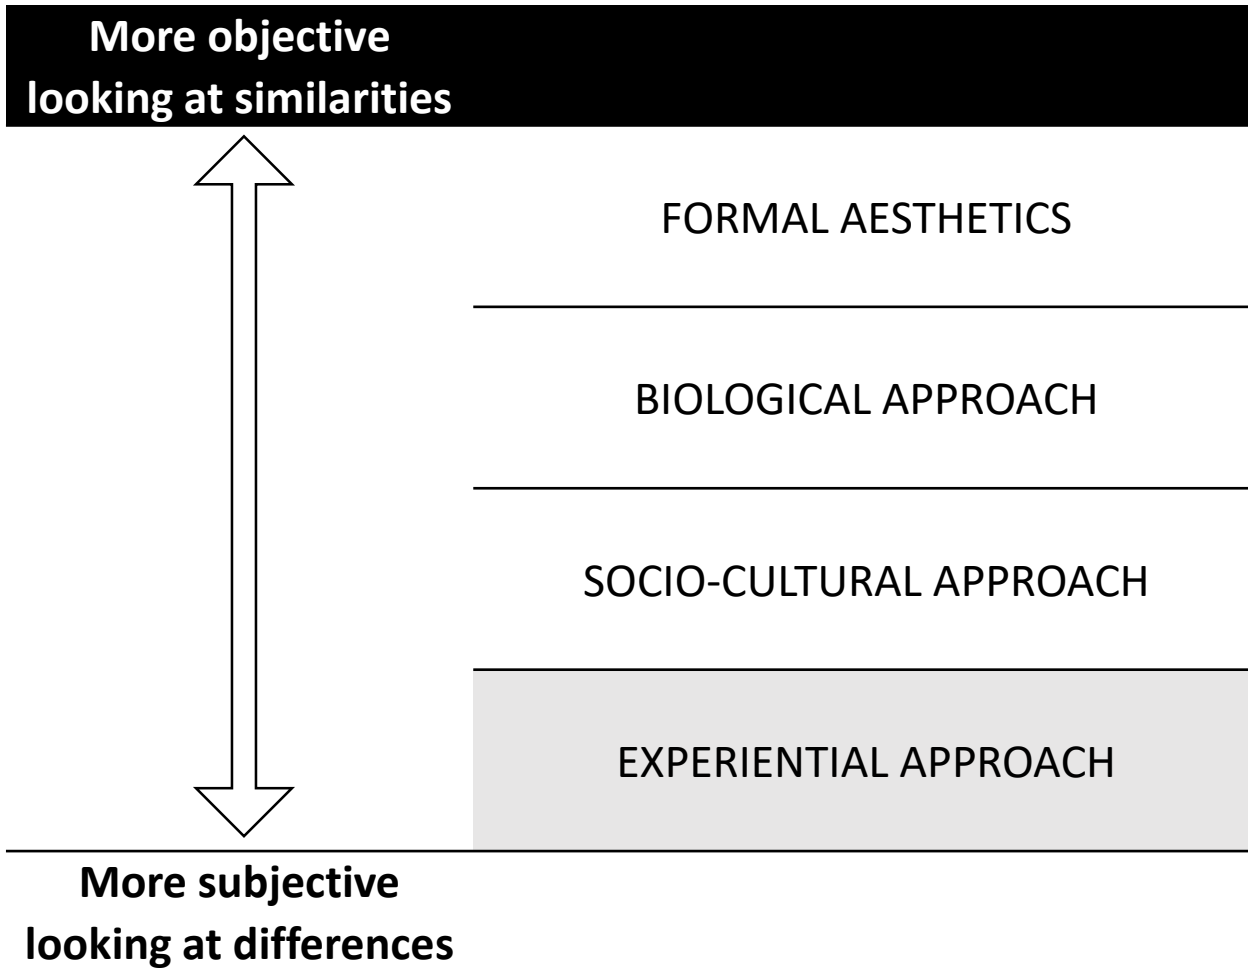 More objective
looking at similarities
FORMAL AESTHETICS
BIOLOGICAL APPROACH
SOCIO-CULTURAL APPROACH
EXPERIENTIAL APPROACH
More subjective
looking at differences